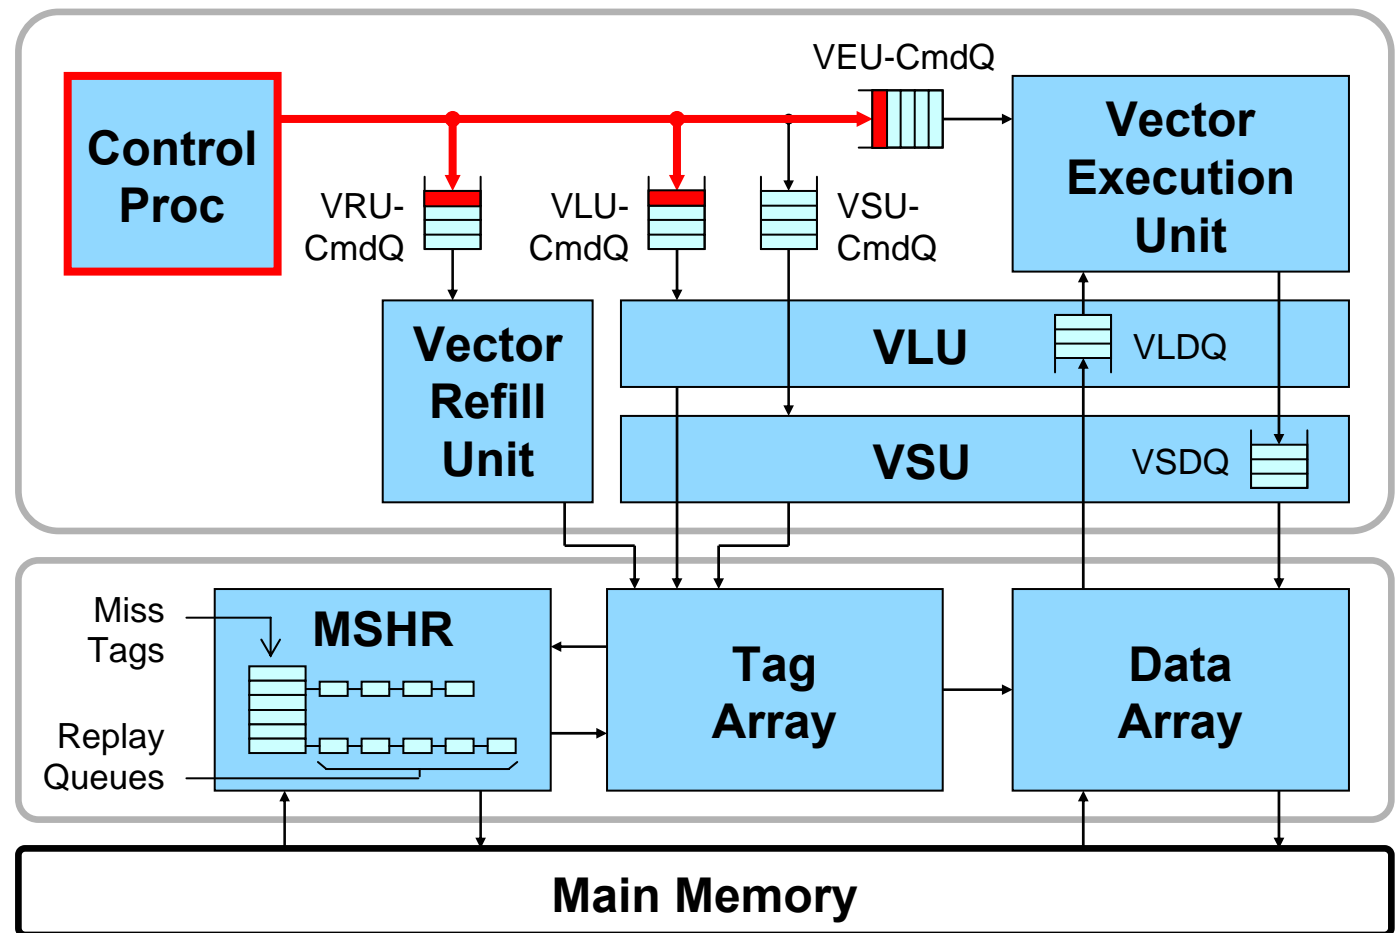 VEU-CmdQ
Control
Proc
Vector
Execution
Unit
VRU-
CmdQ
VLU-
CmdQ
VSU-
CmdQ
Vector
Refill
Unit
VLU
VLDQ
VSU
VSDQ
Miss
Tags
MSHR
Replay
Queues
Tag
Array
Data
Array
Main Memory